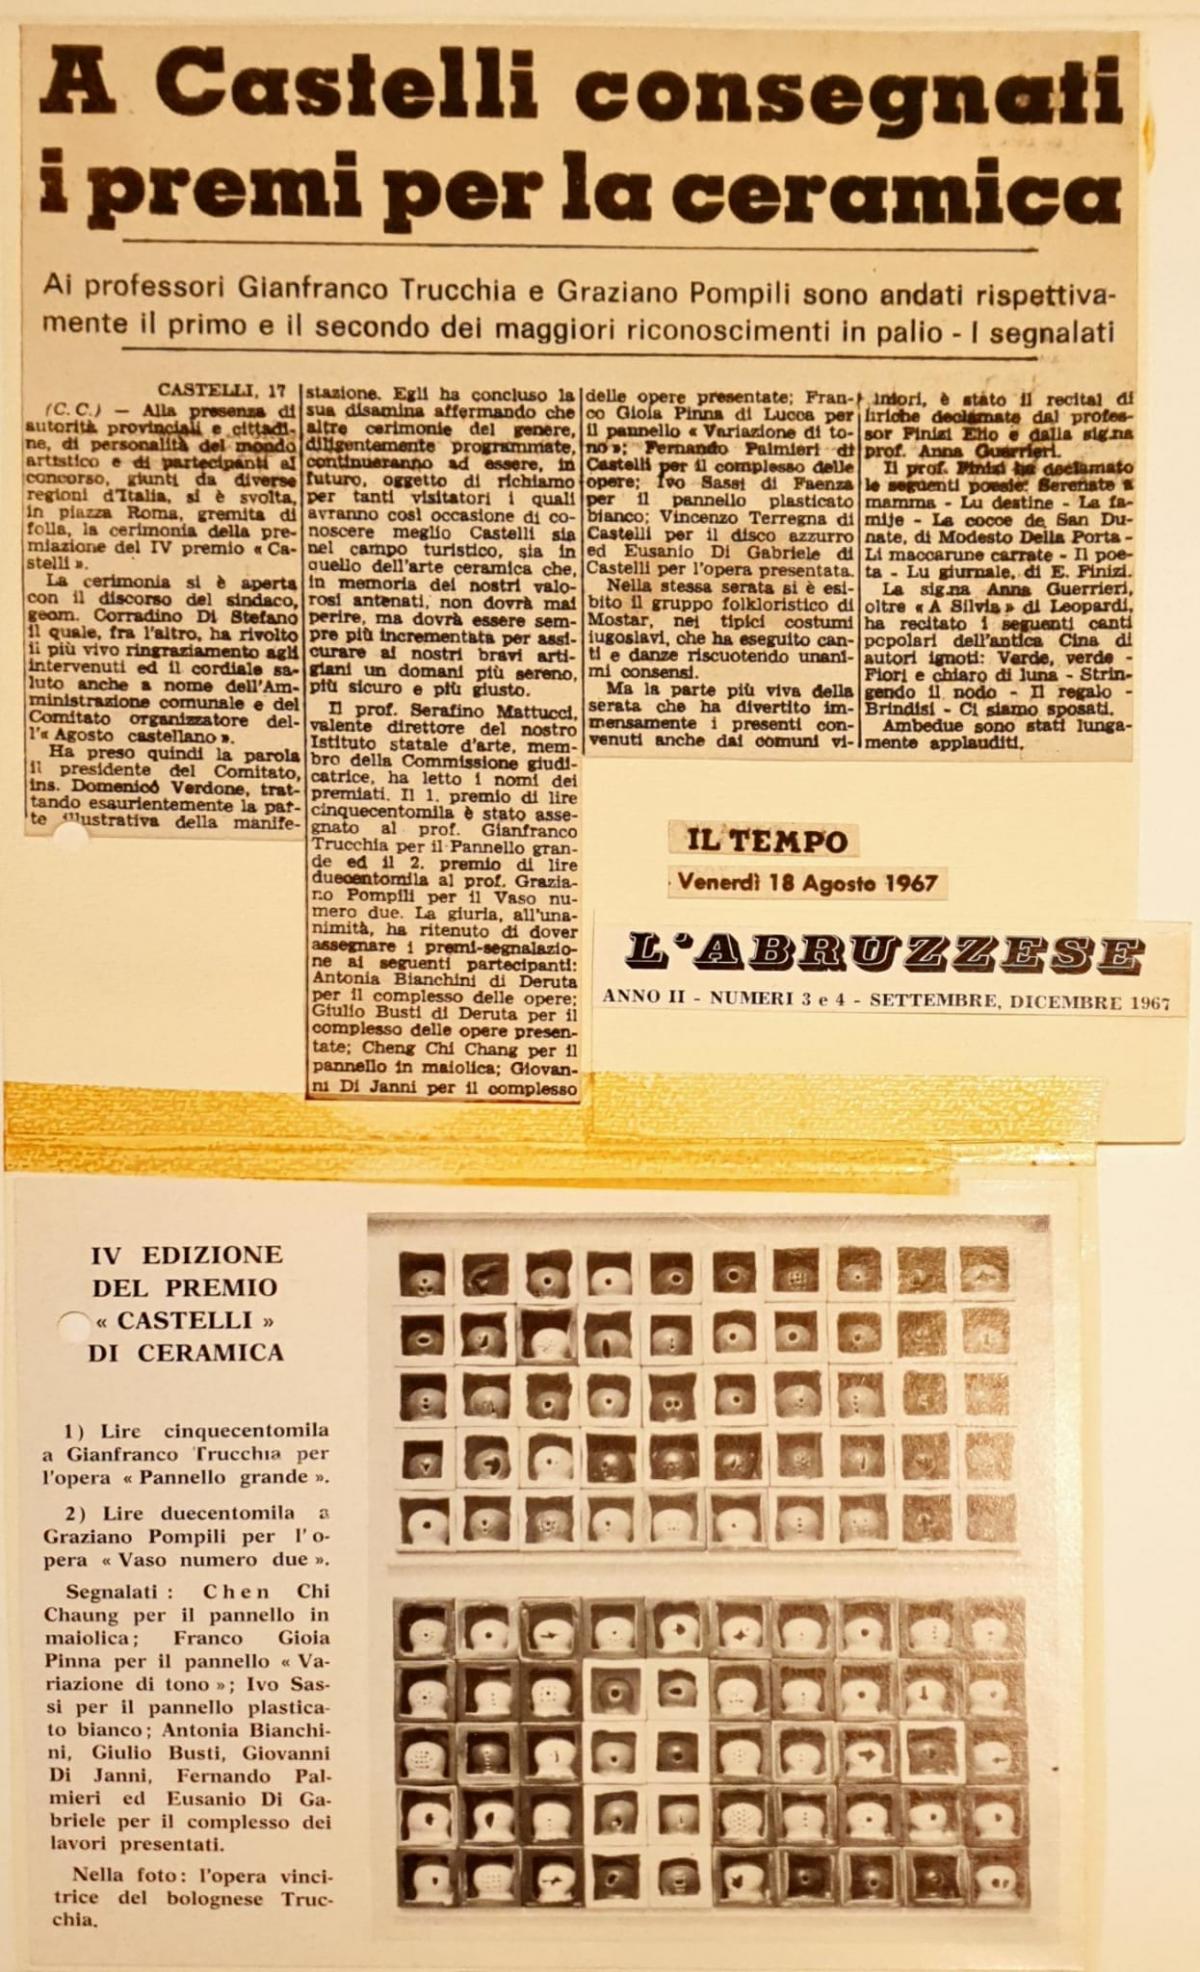 A Castelli consegnati
i premi per la ceramica
Ai professori Gianfranco Trucchia e Graziano Pompili sono andati rispettiva-
mente il primo e il secondo dei maggiori riconoscimenti in palio - I segnalati
CASTELLI, 17
(C. C.) — Alla presenza di
autorità provinciali e cittadi-
ne, di personalità del mondo
artistico e di partecipanti al
concorso, giunti da diverse
regioni d'Italia, si è svolta,
in piazza Roma, gremita di
folla, la cerimonia della pre-
miazione del IV premio « Ca-
stelli ».
La cerimonia si è aperta
con il discorso del sindaco,
geom. Corradino Di Stefano
il quale, fra l'altro, ha rivolto
il più vivo ringraziamento agli
intervenuti ed il cordiale sa-
luto anche a nome dell'Am-
ministrazione comunale e del
Comitato organizzatore del-
l'« Agosto castellano ».
Ha preso quindi la parola
il presidente del Comitato,
ins. Domenico Verdone, trat-
tando esaurientemente la par-
te illustrativa della manife-
stazione. Egli ha concluso la
sua disamina affermando che
altre cerimonie del genere,
diligentemente programmate,
continueranno ad essere, in
futuro, oggetto di richiamo
per tanti visitatori i quali
avranno così occasione di co-
noscere meglio Castelli sia
nel campo turistico, sia in
quello dell'arte ceramica che,
in memoria dei nostri valo-
rosi antenati, non dovrà mai
perire, ma dovrà essere sem-
pre più incrementata per assi-
curare ai nostri bravi arti-
giani un domani più sereno,
più sicuro e più giusto.
Il prof. Serafino Mattucci,
valente direttore del nostro
Istituto statale d'arte, mem-
bro della Commissione giudi-
catrice, ha letto i nomi dei
premiati. Il 1. premio di lire
cinquecentomila è stato asse-
gnato al prof. Gianfranco
Trucchia per il Pannello gran-
de ed il 2. premio di lire
duecentomila al prof. Grazia-
no Pompili per il Vaso nu-
mero due. La giuria, all'una-
nimità, ha ritenuto di dover
assegnare i premi-segnalazio-
ne ai seguenti partecipanti:
Antonia Bianchini di Deruta
per il complesso delle opere;
Giulio Busti di Deruta per il
complesso delle opere presen-
tate; Cheng Chi Chang per il
pannello in maiolica; Giovan-
ni Di Janni per il complesso
delle opere presentate; Fran-
co Gioia Pinna di Lucca per
il pannello « Variazione di to-
no »; Fernando Palmieri di
Castelli per il complesso delle
opere; Ivo Sassi di Faenza
per il pannello plasticato
bianco; Vincenzo Terregna di
Castelli per il disco azzurro
ed Eusanio Di Gabriele di
Castelli per l'opera presentata.
Nella stessa serata si è esi-
bito il gruppo folkloristico di
Mostar, nei tipici costumi
iugoslavi, che ha eseguito can-
ti e danze riscuotendo unani-
mi consensi.
Ma la parte più viva della
serata che ha divertito im-
mensamente i presenti con-
venuti anche dai comuni vi-
ciniori, è stato il recital di
liriche declamate dal profes-
sor Finizi Elio e dalla sig.na
prof. Anna Guerrieri.
Il prof. Finizi ha declamato
le seguenti poesie: Serenate a
mamma - Lu destine - La fa-
mije - La cocce de San Du-
nate, di Modesto Della Porta -
Li maccarune carrate - Il poe-
ta - Lu giurnale, di E. Finizi.
La sig.na Anna Guerrieri,
oltre « A Silvia » di Leopardi,
ha recitato i seguenti canti
popolari dell'antica Cina di
autori ignoti: Verde, verde -
Fiori e chiaro di luna - Strin-
gendo il nodo - Il regalo -
Brindisi - Ci siamo sposati.
Ambedue sono stati lunga-
mente applauditi.
IL TEMPO
Venerdì 18 Agosto 1967
L'ABRUZZESE
ANNO II - NUMERI 3 e 4 - SETTEMBRE, DICEMBRE 1967
IV EDIZIONE
DEL PREMIO
« CASTELLI »
DI CERAMICA
1) Lire cinquecentomila
a Gianfranco Trucchia per
l'opera « Pannello grande ».
2) Lire duecentomila a
Graziano Pompili per l'o-
pera « Vaso numero due ».
Segnalati : Chen Chi
Chaung per il pannello in
maiolica; Franco Gioia
Pinna per il pannello « Va-
riazione di tono »; Ivo Sas-
si per il pannello plastica-
to bianco; Antonia Bianchi-
ni, Giulio Busti, Giovanni
Di Janni, Fernando Pal-
mieri ed Eusanio Di Ga-
briele per il complesso dei
lavori presentati.
Nella foto: l'opera vinci-
trice del bolognese Truc-
chia.